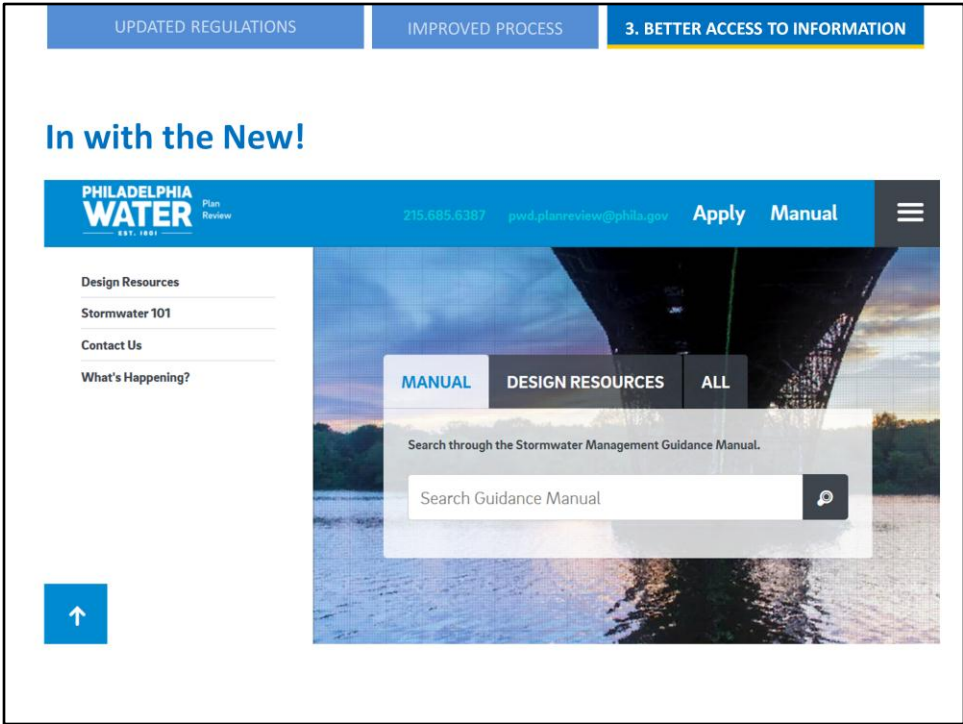 UPDATED REGULATIONS
IMPROVED PROCESS
3. BETTER ACCESS TO INFORMATION
In with the New!
PHILADELPHIA
WATER
EST. 1801
Plan
Review
215.685.6387
pwd.planreview@phila.gov
Apply
Manual
Design Resources
Stormwater 101
Contact Us
What's Happening?
MANUAL
DESIGN RESOURCES
ALL
Search through the Stormwater Management Guidance Manual.
Search Guidance Manual